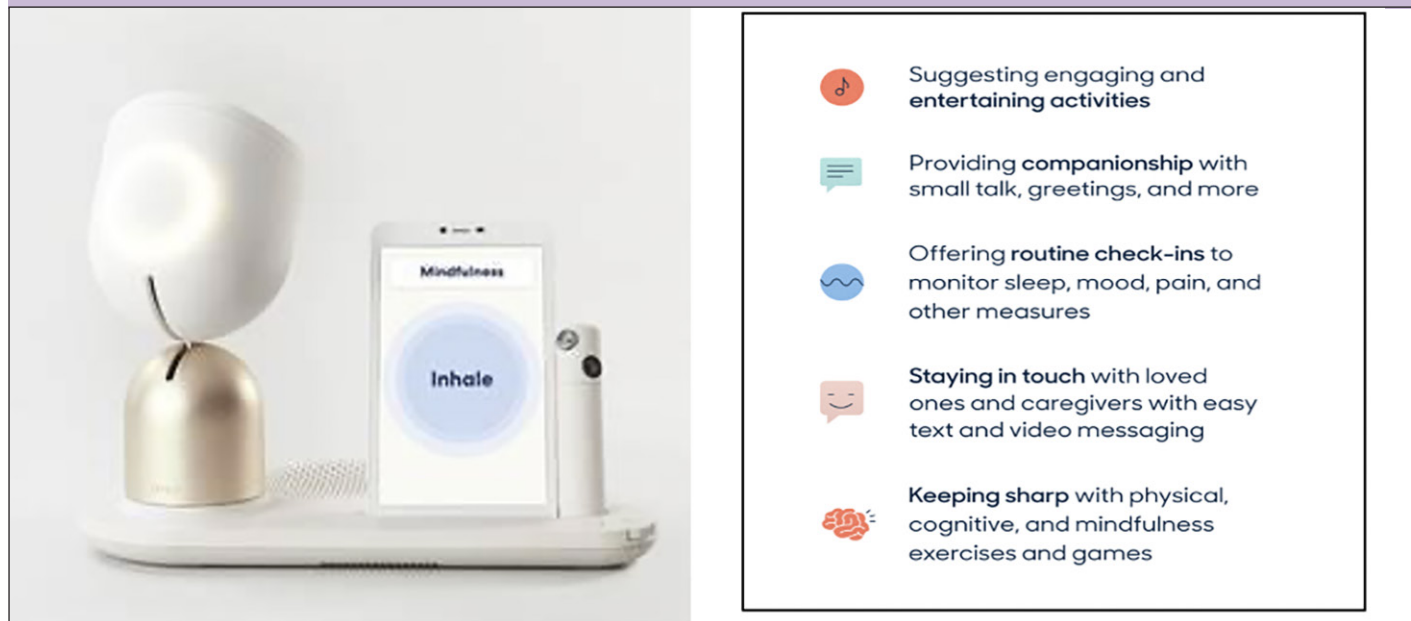 Mindfulness
Inhale
Suggesting engaging and
entertaining activities
Providing companionship with
small talk, greetings, and more
Offering routine check-ins to
monitor sleep, mood, pain, and
other measures
Staying in touch with loved
ones and caregivers with easy
text and video messaging
Keeping sharp with physical,
cognitive, and mindfulness
exercises and games